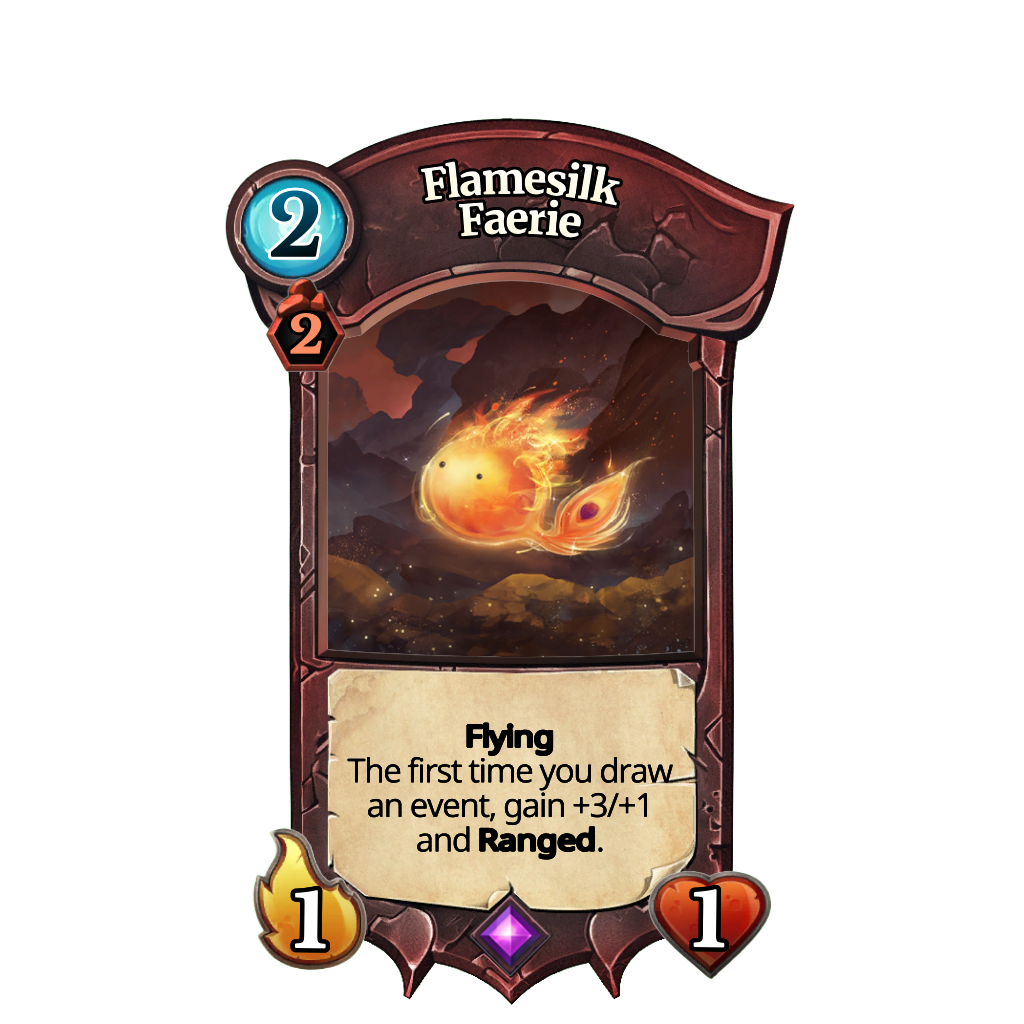 2
Flamesilk
Faerie
2
Flying
The first time you draw
an event, gain +3/+1
and Ranged.
1
1